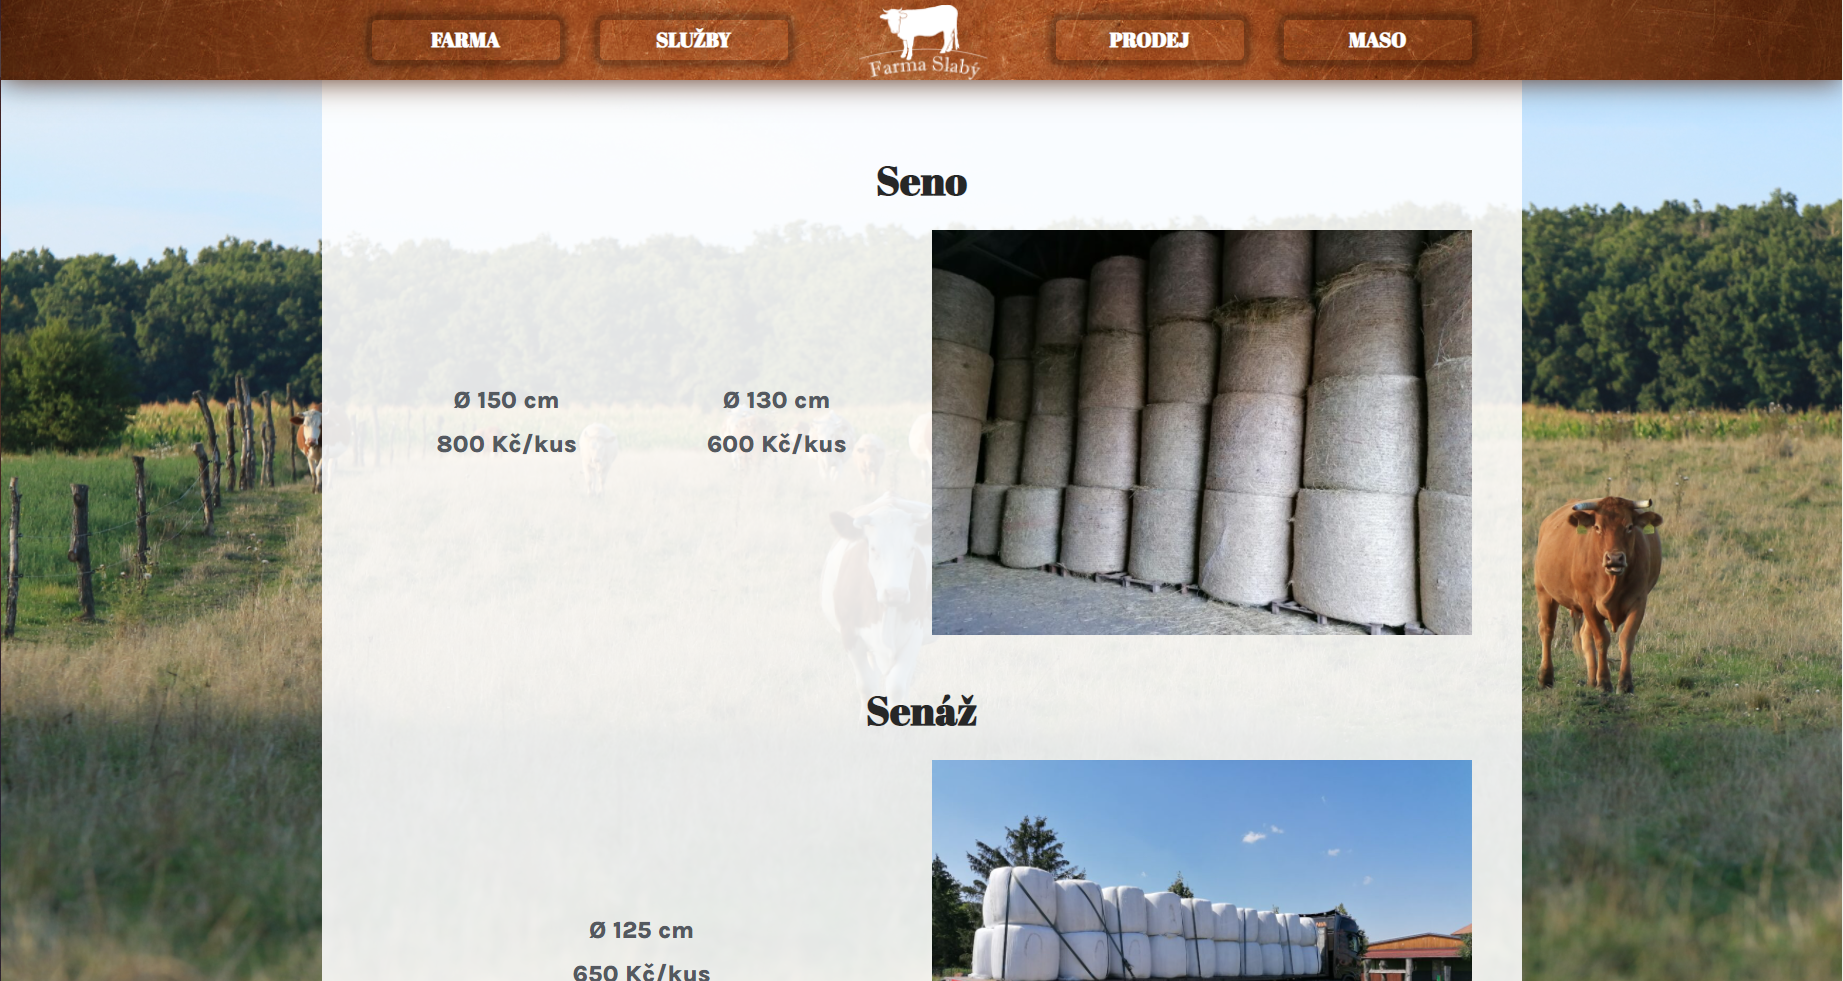 FARMA
SLUŽBY
Farma Slabý
PRODEJ
MASO
Seno
Ø 150 cm
800 Kč/kus
Ø 130 cm
600 Kč/kus
Senáž
Ø 125 cm
650 Kč/kus